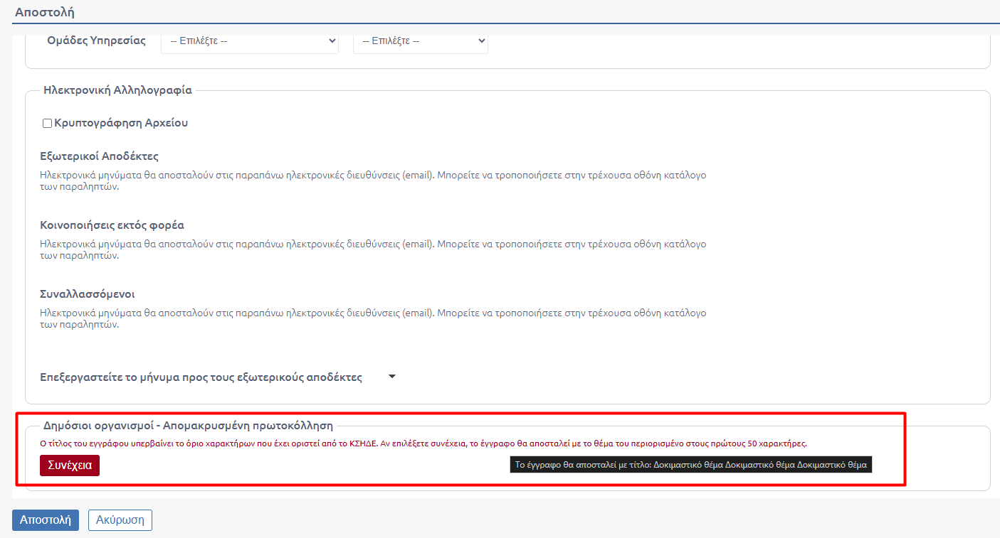 Αποστολή
Ομάδες Υπηρεσίας -- Επιλέξτε -- -- Επιλέξτε --
Ηλεκτρονική Αλληλογραφία
Κρυπτογράφηση Αρχείου
Εξωτερικοί Αποδέκτες
Ηλεκτρονικά μηνύματα θα αποσταλούν στις παραπάνω ηλεκτρονικές διευθύνσεις (email). Μπορείτε να τροποποιήσετε στην τρέχουσα οθόνη κατάλογο
των παραληπτών.
Κοινοποιήσεις εκτός φορέα
Ηλεκτρονικά μηνύματα θα αποσταλούν στις παραπάνω ηλεκτρονικές διευθύνσεις (email). Μπορείτε να τροποποιήσετε στην τρέχουσα οθόνη κατάλογο
των παραληπτών.
Συναλλασσόμενοι
Ηλεκτρονικά μηνύματα θα αποσταλούν στις παραπάνω ηλεκτρονικές διευθύνσεις (email). Μπορείτε να τροποποιήσετε στην τρέχουσα οθόνη κατάλογο
των παραληπτών.
Επεξεργαστείτε το μήνυμα προς τους εξωτερικούς αποδέκτες
Δημόσιοι οργανισμοί - Απομακρυσμένη πρωτοκόλληση
Ο τίτλος του εγγράφου υπερβαίνει το όριο χαρακτήρων που έχει οριστεί από το ΚΣΗΔΕ. Αν επιλέξετε συνέχεια, το έγγραφο θα αποσταλεί με το θέμα του περιορισμένο στους πρώτους 50 χαρακτήρες.
Συνέχεια
Το έγγραφο θα αποσταλεί με τίτλο: Δοκιμαστικό θέμα Δοκιμαστικό θέμα Δοκιμαστικό θέμα
Αποστολή Ακύρωση